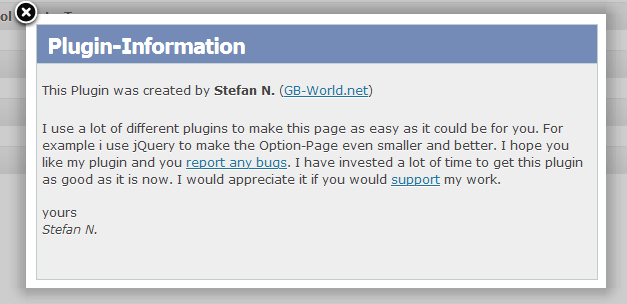 Plugin-Information
This Plugin was created by Stefan N. (GB-World.net)
I use a lot of different plugins to make this page as easy as it could be for you. For
example i use jQuery to make the Option-Page even smaller and better. I hope you
like my plugin and you report any bugs. I have invested a lot of time to get this plugin
as good as it is now. I would appreciate it if you would support my work.
yours
Stefan N.